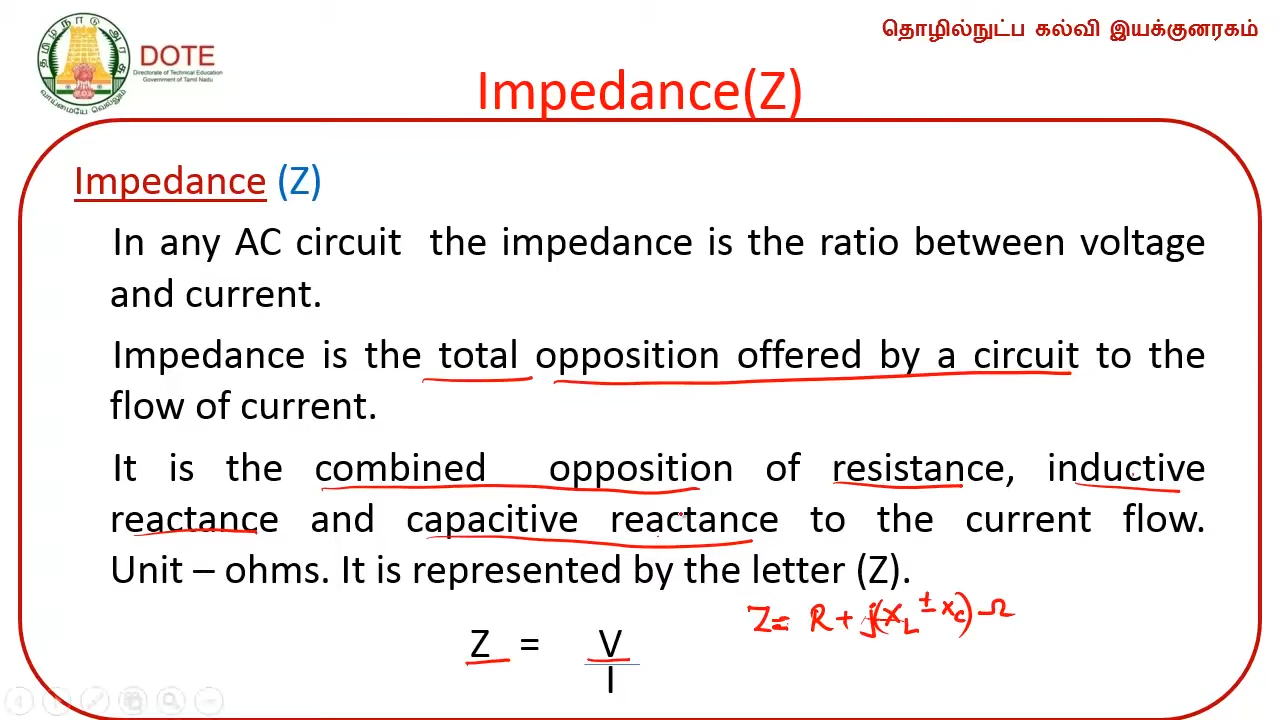 தொழில்நுட்ப கல்வி இயக்குனரகம்
DOTE
Directorate of Technical Education
Government of Tamil Nadu
வாய்மையே வெல்லும்
Impedance(Z)
Impedance (Z)
In any AC circuit the impedance is the ratio between voltage
and current.
Impedance is the total opposition offered by a circuit to the
flow of current.
It is the combined opposition of resistance, inductive
reactance and capacitive reactance to the current flow.
Unit – ohms. It is represented by the letter (Z).
Z = R + j(X_L ± X_C) Ω
Z = V
I